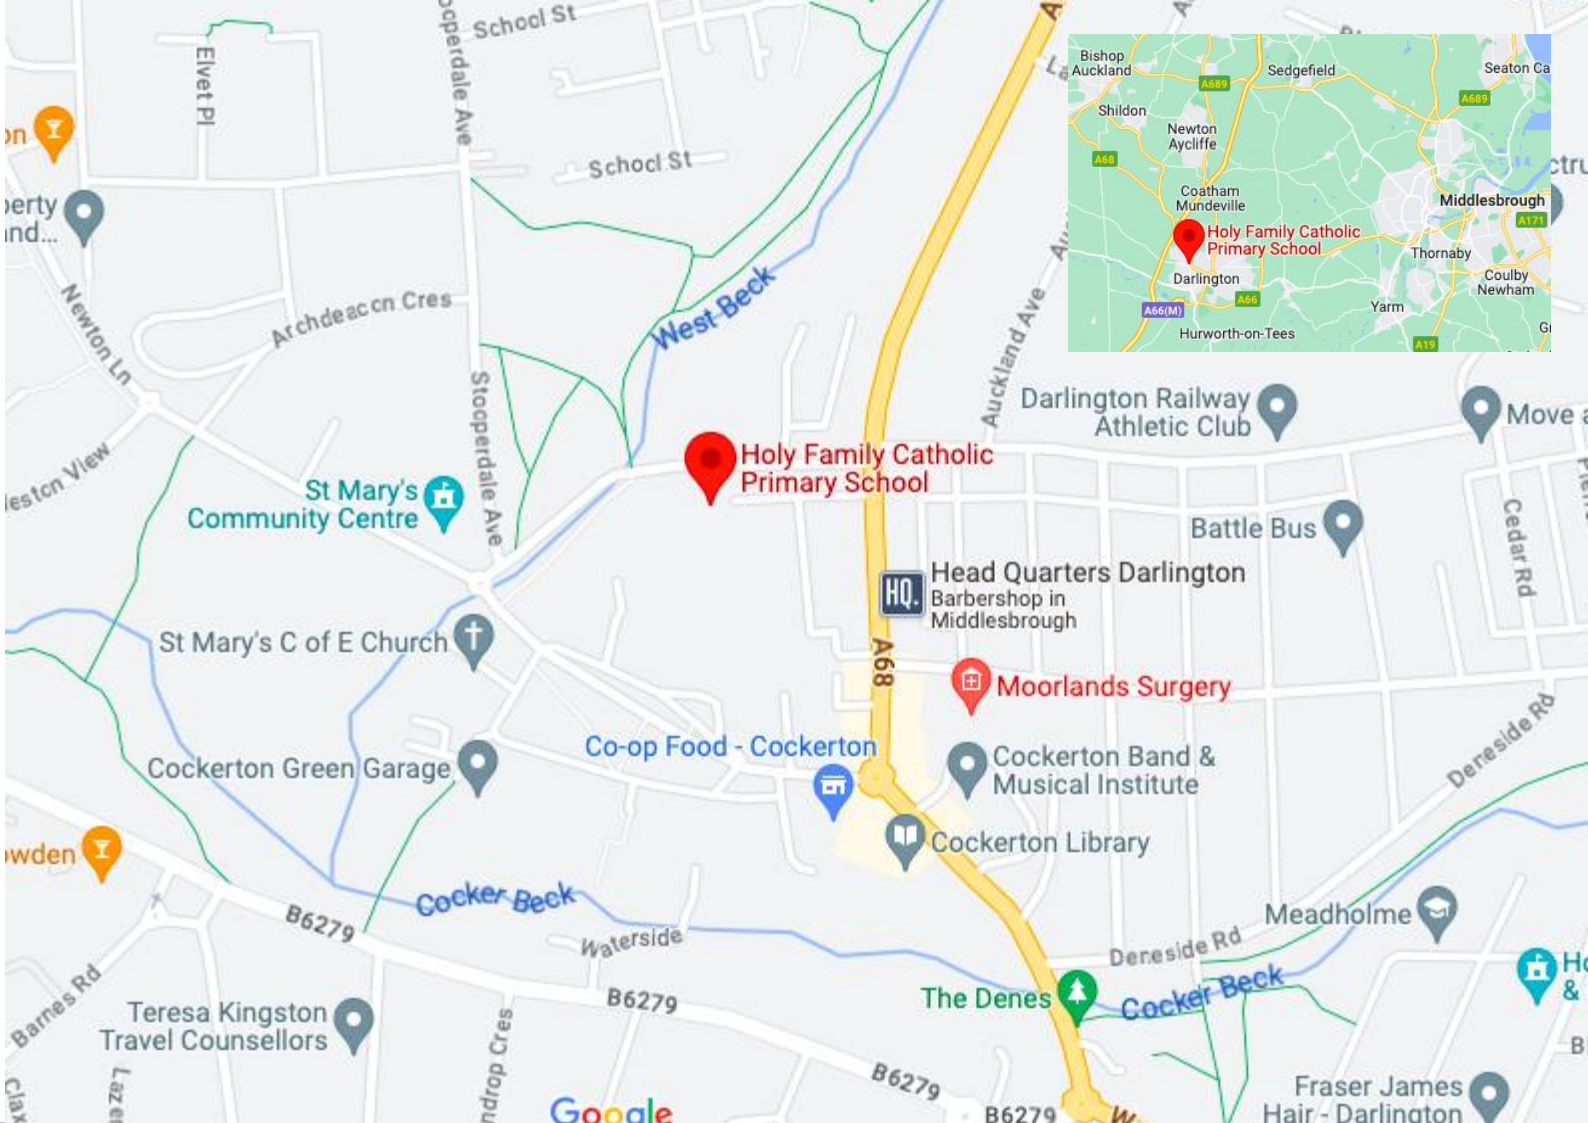 School St
Stooperdale Ave
Elvet Pl
School St
Newton Ln
Archdeacon Cres
West Beck
Auckland Ave
Stooperdale Ave
Bishop
Auckland
A689
Sedgefield
Seaton Ca
A689
Shildon
Newton
Aycliffe
A68
Coatham
Mundeville
Middlesbrough
A171
Holy Family Catholic
Primary School
Thornaby
Darlington
Coulby
Newham
A66
A66(M)
Yarm
Hurworth-on-Tees
A19
Darlington Railway
Athletic Club
Move a
Holy Family Catholic
Primary School
St Mary's
Community Centre
Battle Bus
Cedar Rd
HQ.
Head Quarters Darlington
Barbershop in
Middlesbrough
St Mary's C of E Church
A68
Moorlands Surgery
Deneside Rd
Co-op Food - Cockerton
Cockerton Band &
Musical Institute
Cockerton Green Garage
Cockerton Library
owden
Cocker Beck
B6279
Waterside
Meadholme
Deneside Rd
Barnes Rd
B6279
The Denes
Cocker Beck
Teresa Kingston
Travel Counsellors
ndrop Cres
B6279
Fraser James
Hair - Darlington
Google
B6279